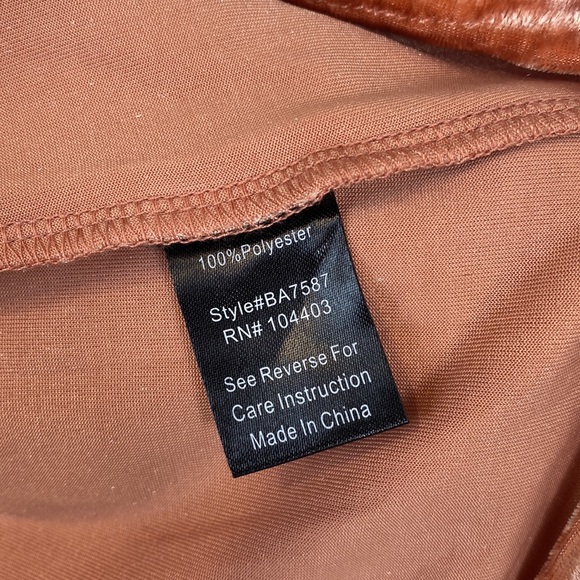 100%Polyester
Style#BA7587
RN# 104403
See Reverse For
Care Instruction
Made In China